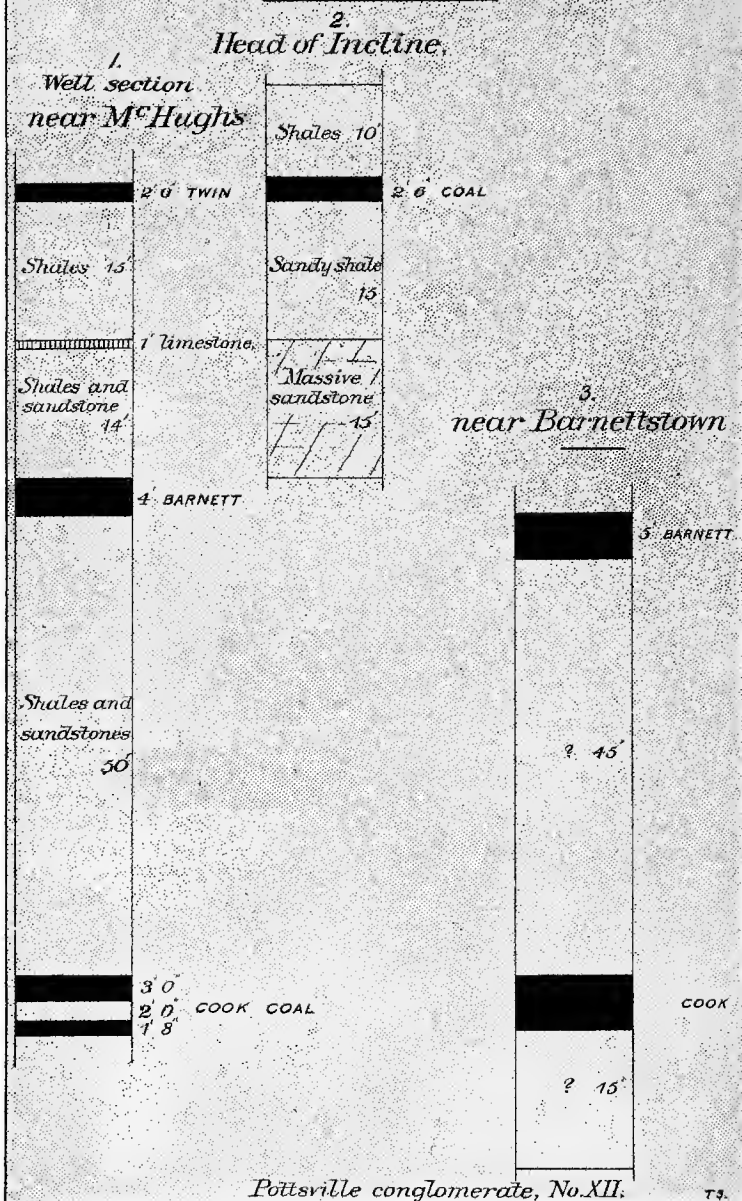 1.
Well section
near McHugh's
2' 0" TWIN
Shales 15'
1' limestone.
Shales and
sandstone
14'
4' BARNETT
Shales and
sandstones
50'
3' 0"
2' 0" COOK COAL
1' 8"
2.
Head of Incline.
Shales 10'
2' 6" COAL
Sandy shale
15
Massive
sandstone
15'
3.
near Barnettstown
5' BARNETT
? 45'
COOK
? 15'
Pottsville conglomerate, No. XII.
T.S.